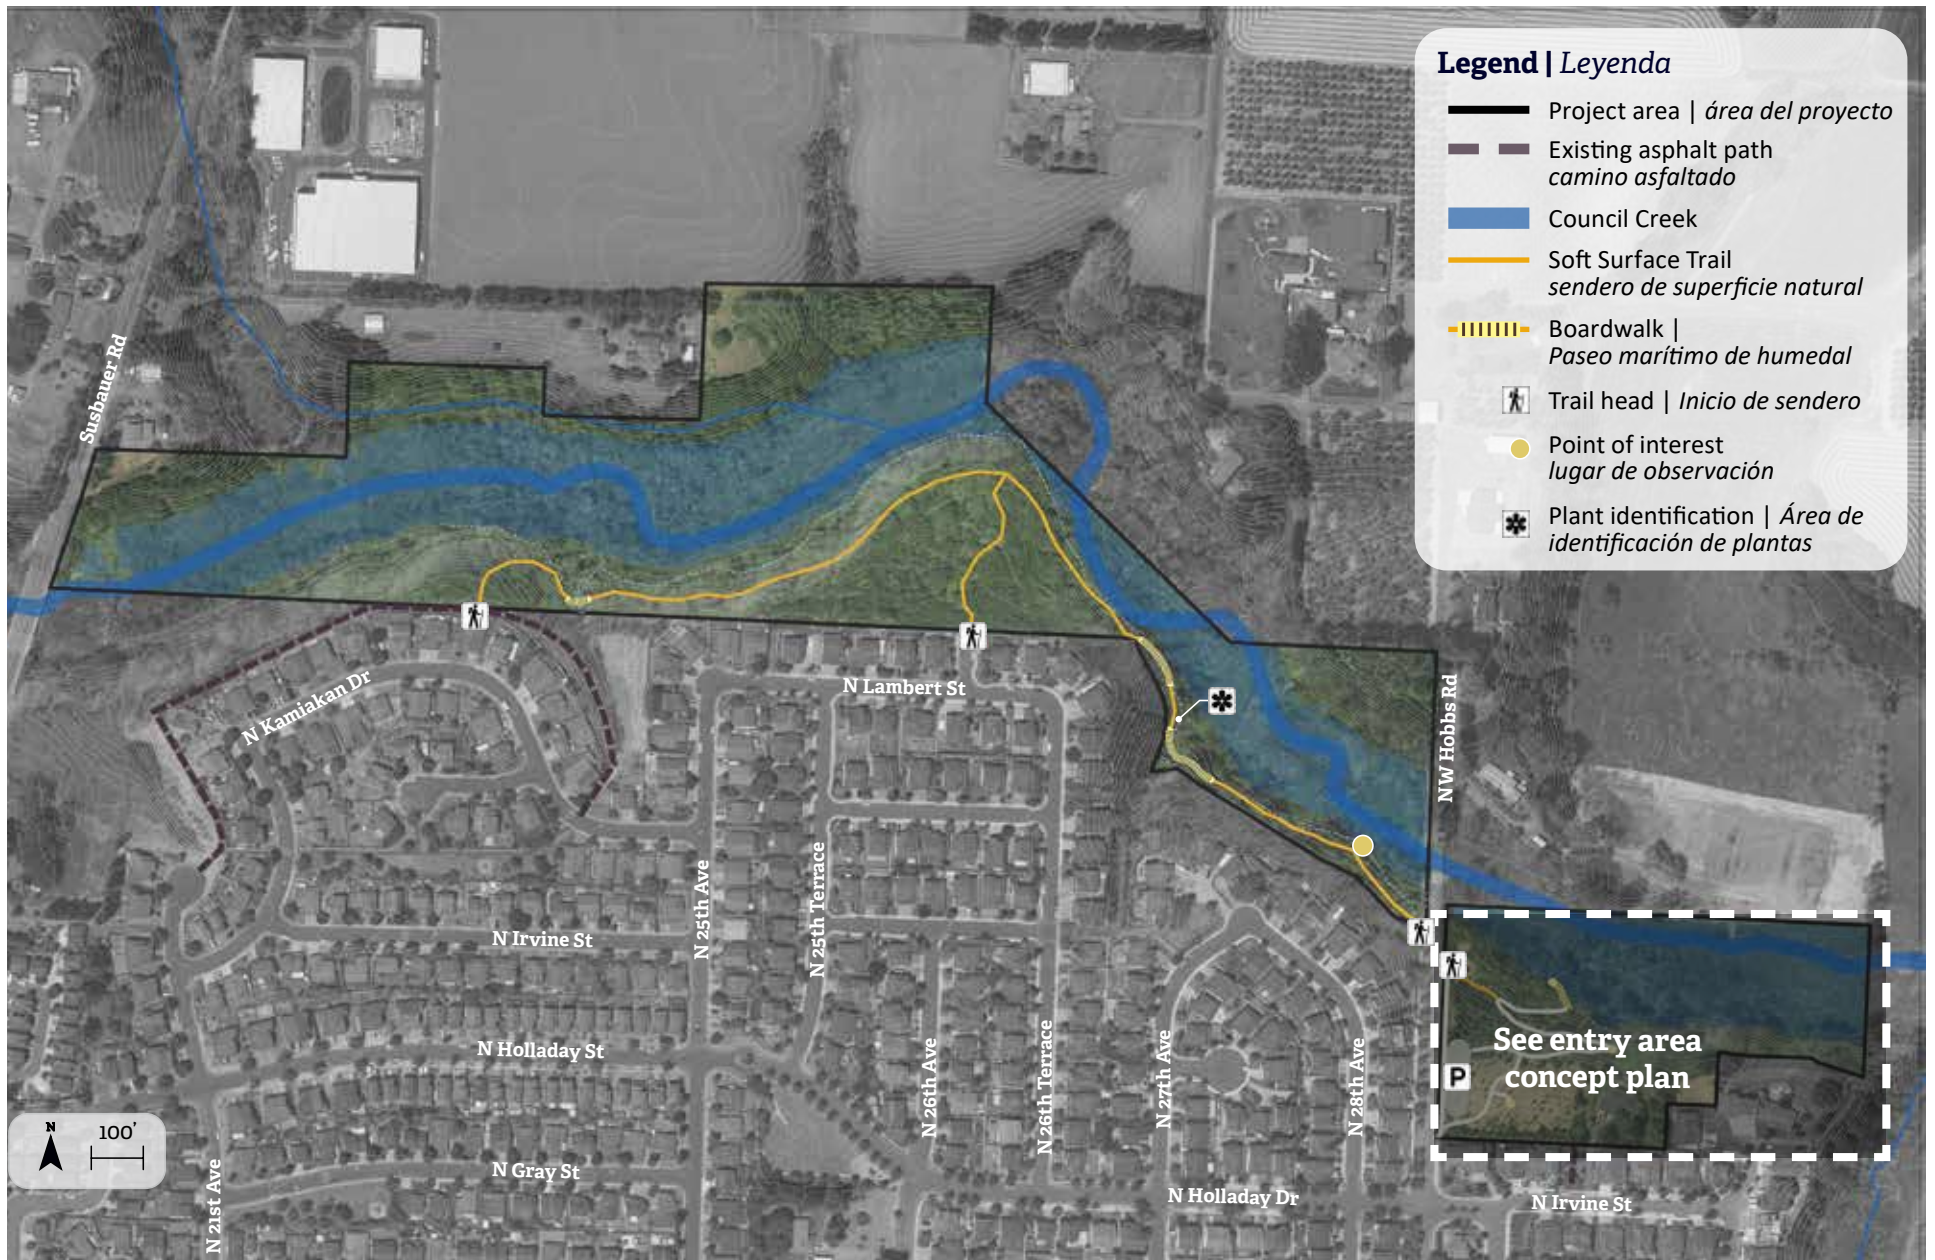 Legend | Leyenda
Project area | área del proyecto
Existing asphalt path
camino asfaltado
Council Creek
Soft Surface Trail
sendero de superficie natural
Boardwalk |
Paseo marítimo de humedal
Trail head | Inicio de sendero
Point of interest
lugar de observación
Plant identification | Área de
identificación de plantas
Susbauer Rd
N Kamiakan Dr
N Lambert St
NW Hobbs Rd
N 25th Ave
N 25th Terrace
N Irvine St
N Holladay St
N 26th Ave
N 26th Terrace
N 27th Ave
N 28th Ave
See entry area
concept plan
P
N
100'
N 21st Ave
N Gray St
N Holladay Dr
N Irvine St